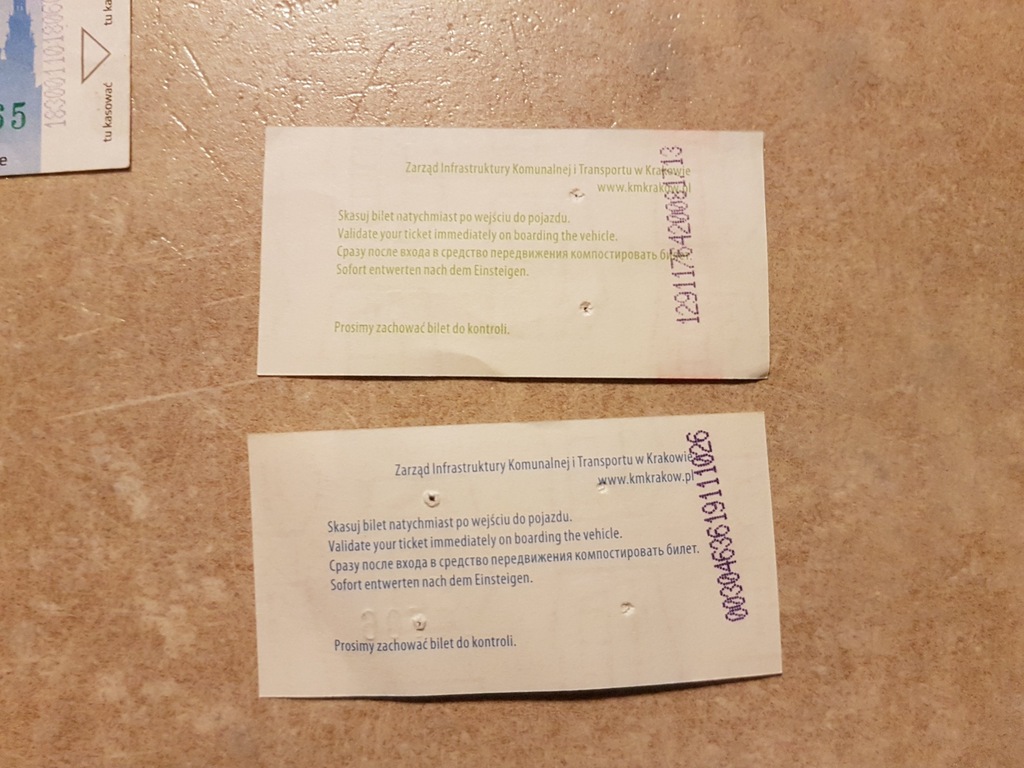 tu kasować
65
Zarząd Infrastruktury Komunalnej i Transportu w Krakowie
www.kmkrakow.pl
Skasuj bilet natychmiast po wejściu do pojazdu.
Validate your ticket immediately on boarding the vehicle.
Сразу после входа в средство передвижения компостировать билет.
Sofort entwerten nach dem Einsteigen.
Prosimy zachować bilet do kontroli.
Zarząd Infrastruktury Komunalnej i Transportu w Krakowie
www.kmkrakow.pl
Skasuj bilet natychmiast po wejściu do pojazdu.
Validate your ticket immediately on boarding the vehicle.
Сразу после входа в средство передвижения компостировать билет.
Sofort entwerten nach dem Einsteigen.
Prosimy zachować bilet do kontroli.
0030463619111026